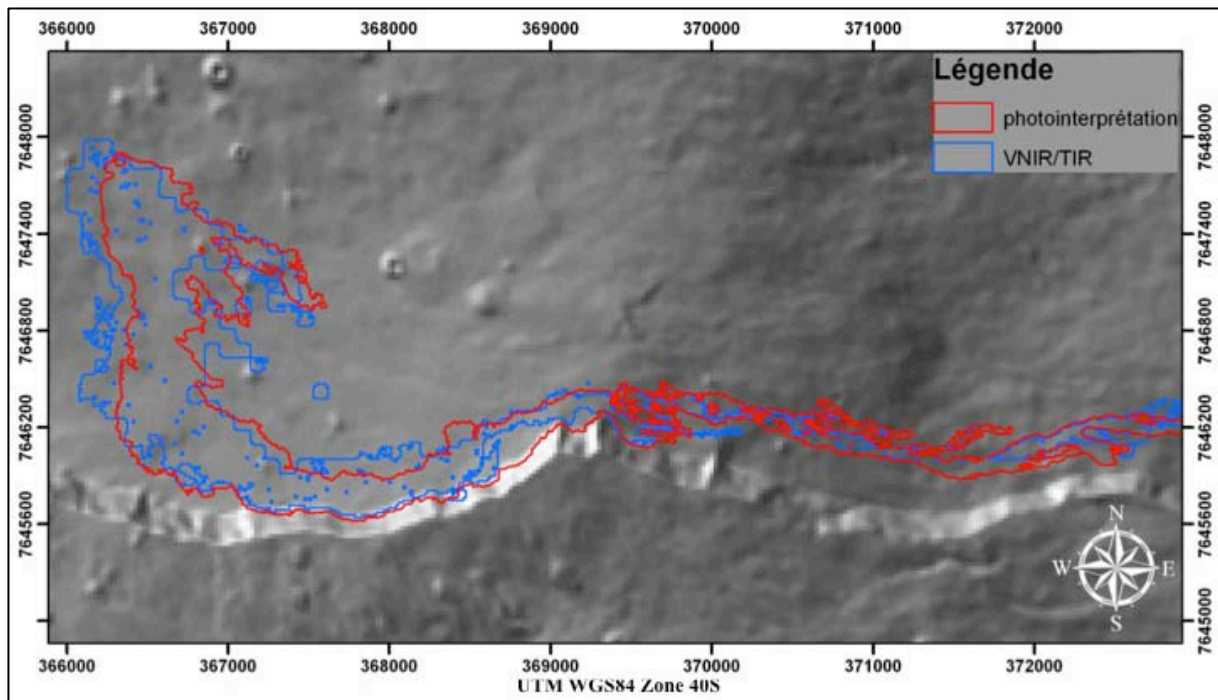 366000 367000 368000 369000 370000 371000 372000
Légende
photointerprétation
VNIR/TIR
7648000 7648000
7647400 7647400
7646800 7646800
7646200 7646200
7645600 7645600
7645000 7645000
N
W E
S
366000 367000 368000 369000 370000 371000 372000
UTM WGS84 Zone 40S